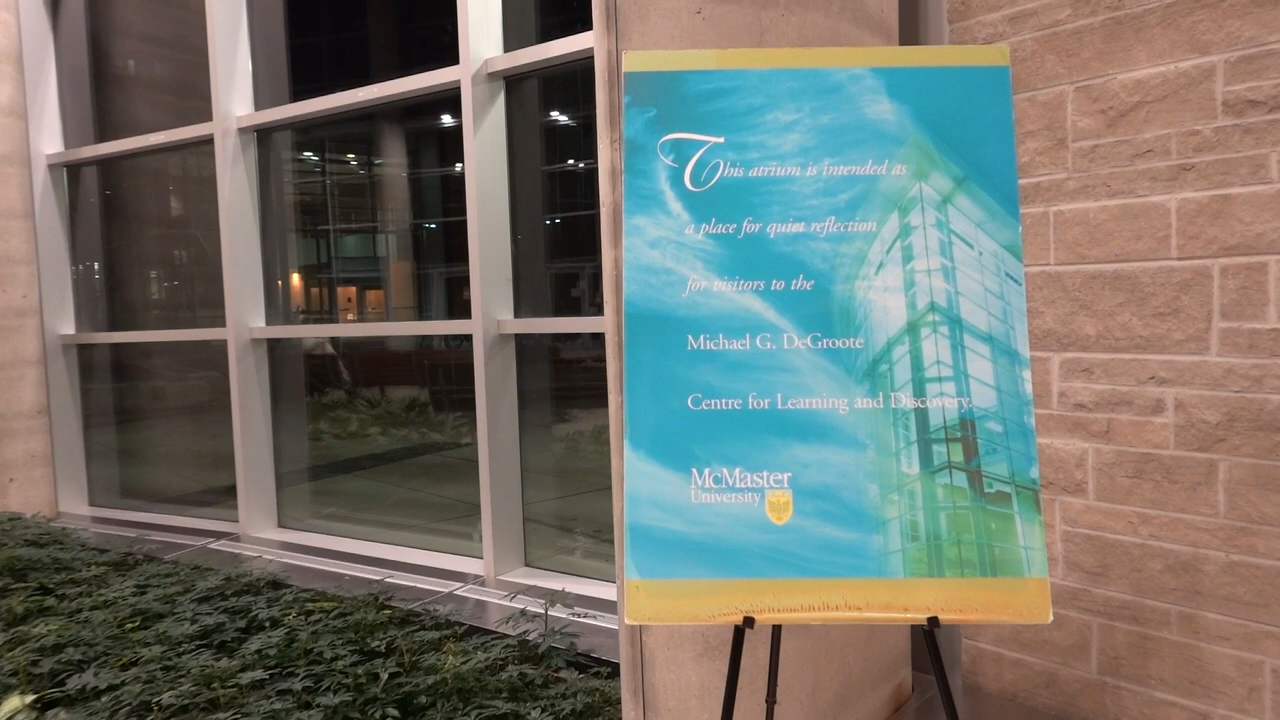 This atrium is intended as
a place for quiet reflection
for visitors to the
Michael G. DeGroote
Centre for Learning and Discovery.
McMaster
University